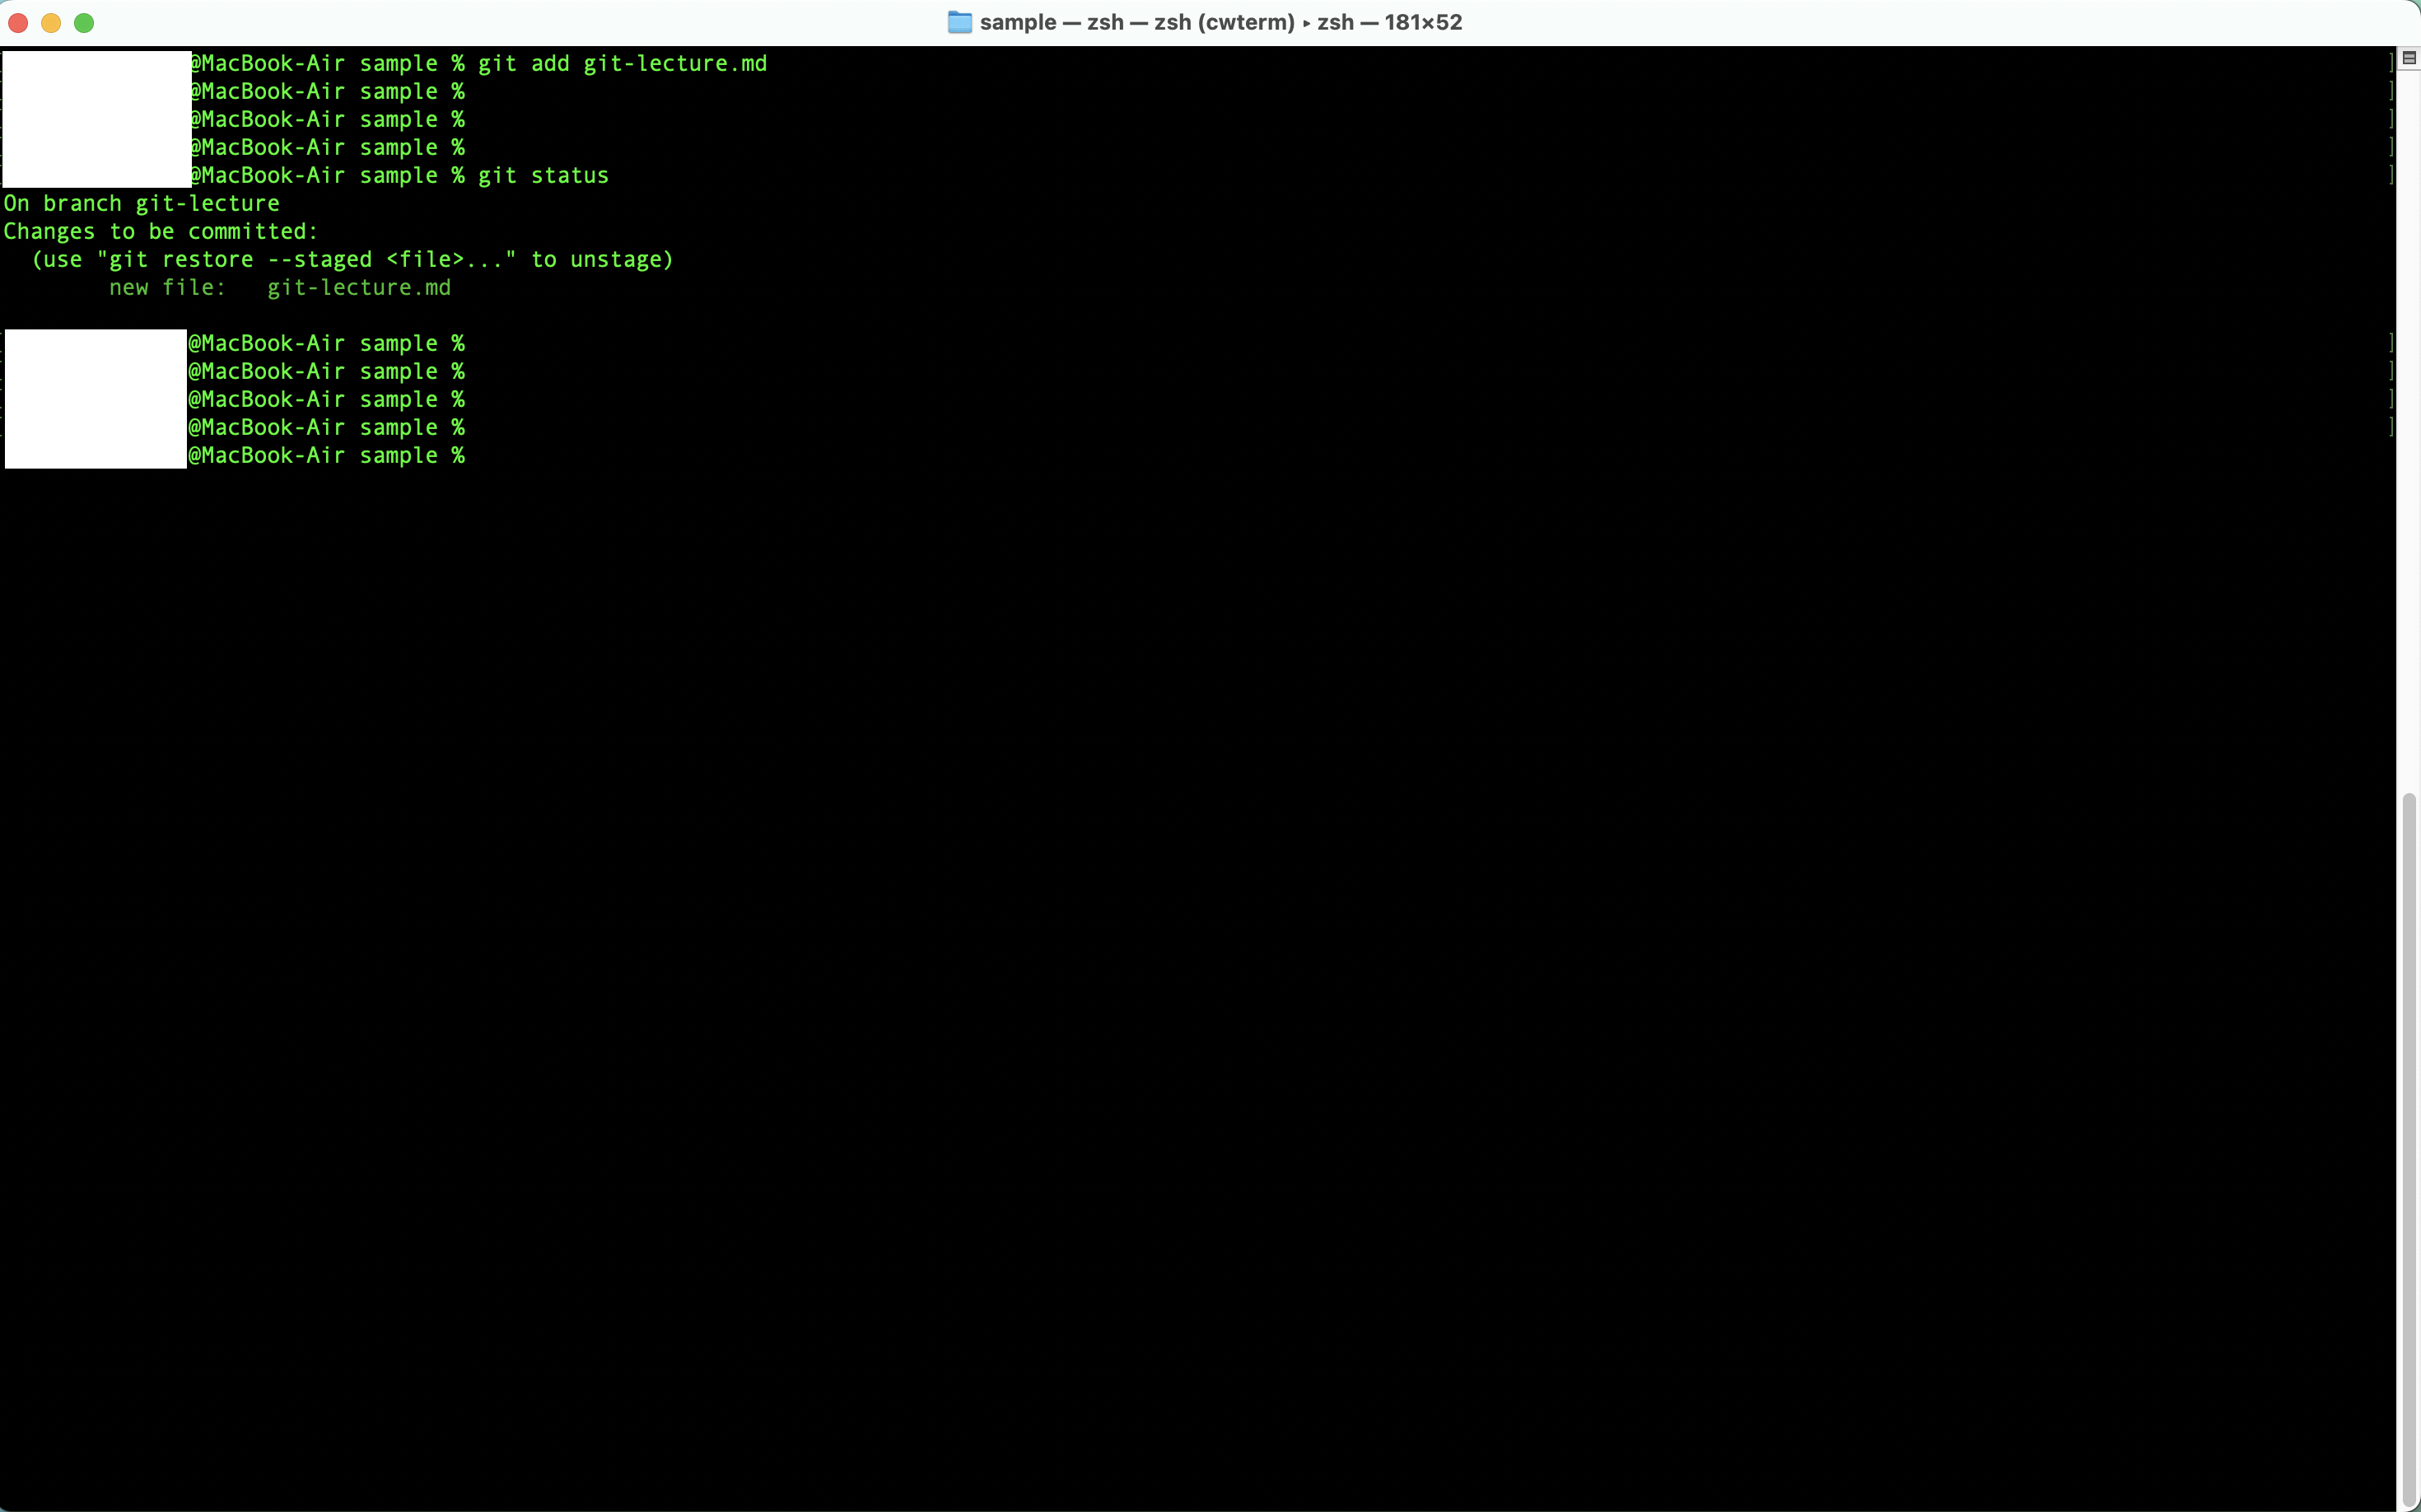 sample — zsh — zsh (cwterm) ▸ zsh — 181×52
@MacBook-Air sample % git add git-lecture.md
@MacBook-Air sample %
@MacBook-Air sample %
@MacBook-Air sample %
@MacBook-Air sample % git status
On branch git-lecture
Changes to be committed:
  (use "git restore --staged <file>..." to unstage)
        new file:   git-lecture.md
@MacBook-Air sample %
@MacBook-Air sample %
@MacBook-Air sample %
@MacBook-Air sample %
@MacBook-Air sample %